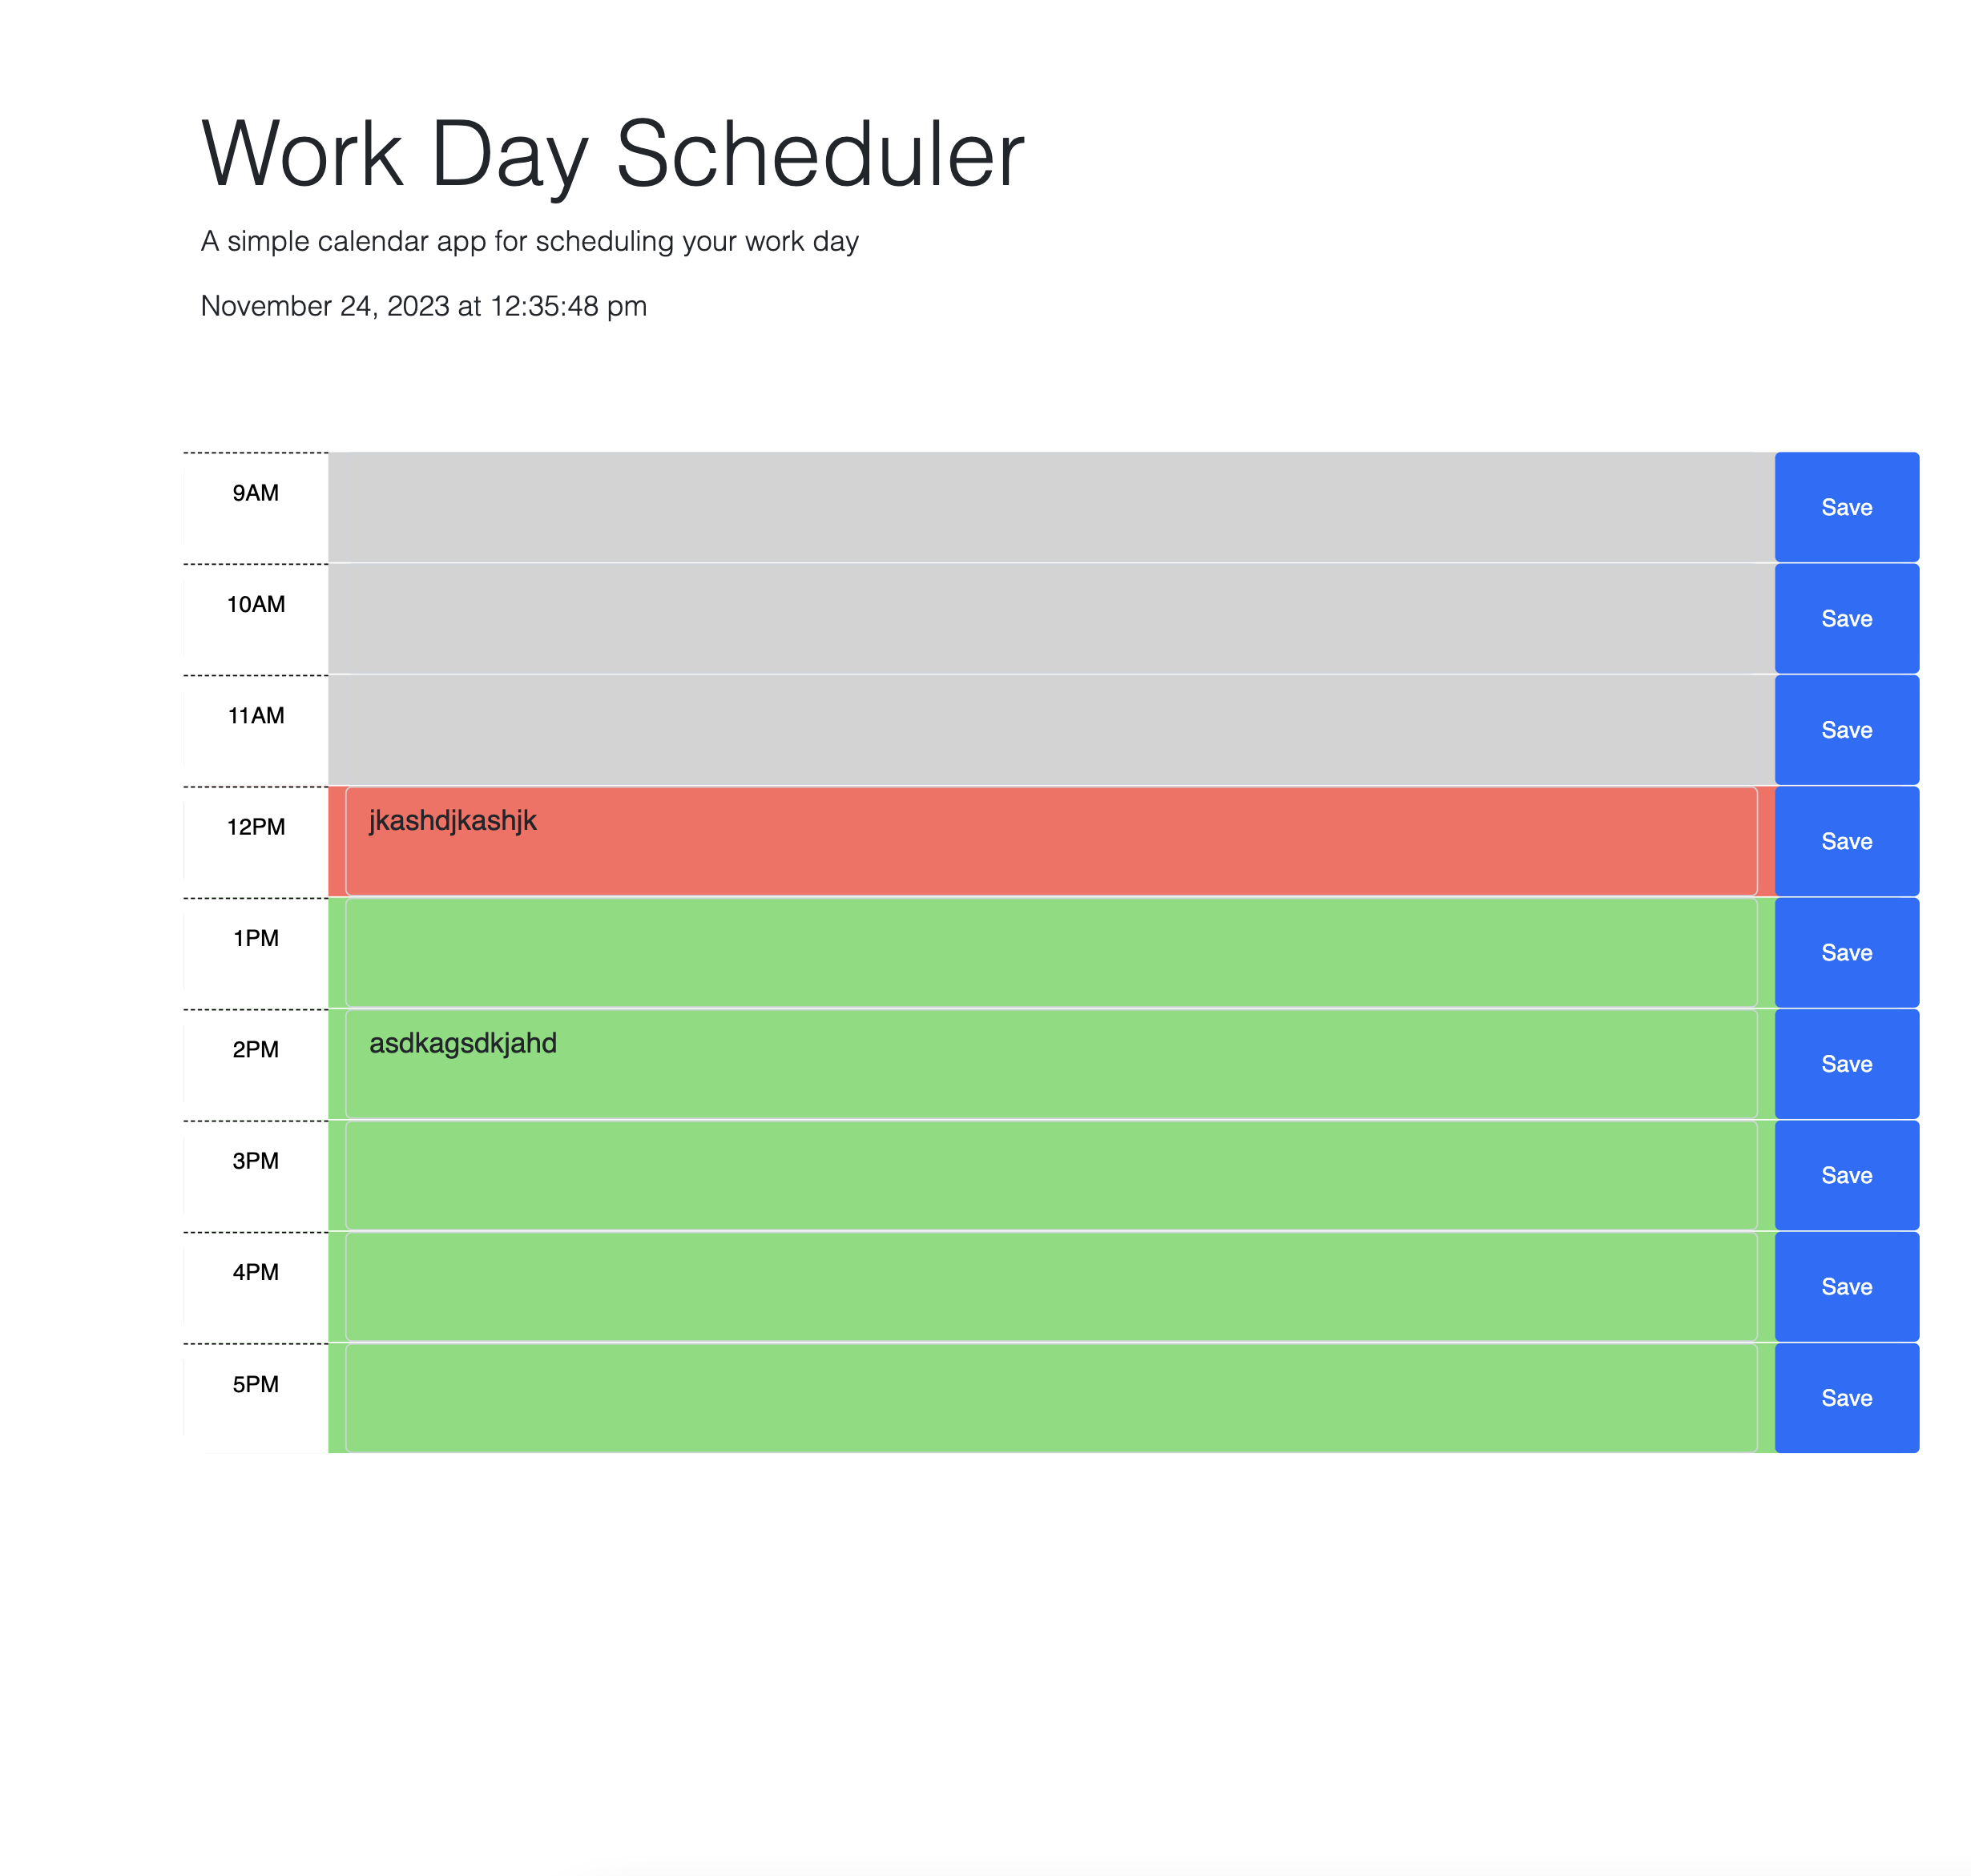 Work Day Scheduler
A simple calendar app for scheduling your work day
November 24, 2023 at 12:35:48 pm
9AM Save
10AM Save
11AM Save
12PM jkashdjkashjk Save
1PM Save
2PM asdkagsdkjahd Save
3PM Save
4PM Save
5PM Save